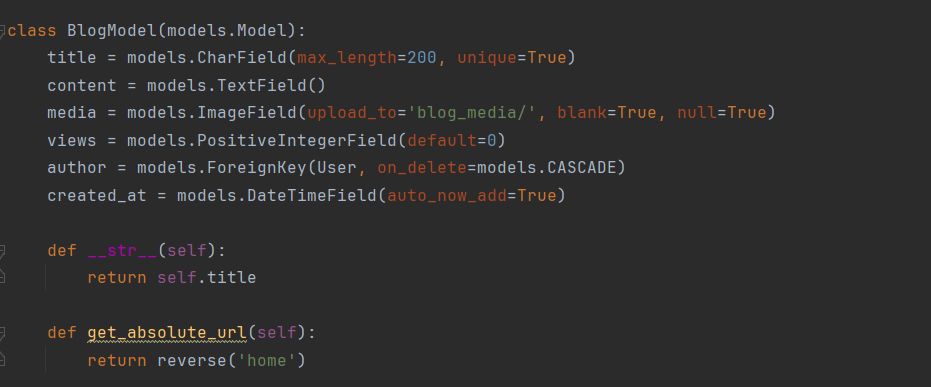 class BlogModel(models.Model):
    title = models.CharField(max_length=200, unique=True)
    content = models.TextField()
    media = models.ImageField(upload_to='blog_media/', blank=True, null=True)
    views = models.PositiveIntegerField(default=0)
    author = models.ForeignKey(User, on_delete=models.CASCADE)
    created_at = models.DateTimeField(auto_now_add=True)

    def __str__(self):
        return self.title

    def get_absolute_url(self):
        return reverse('home')